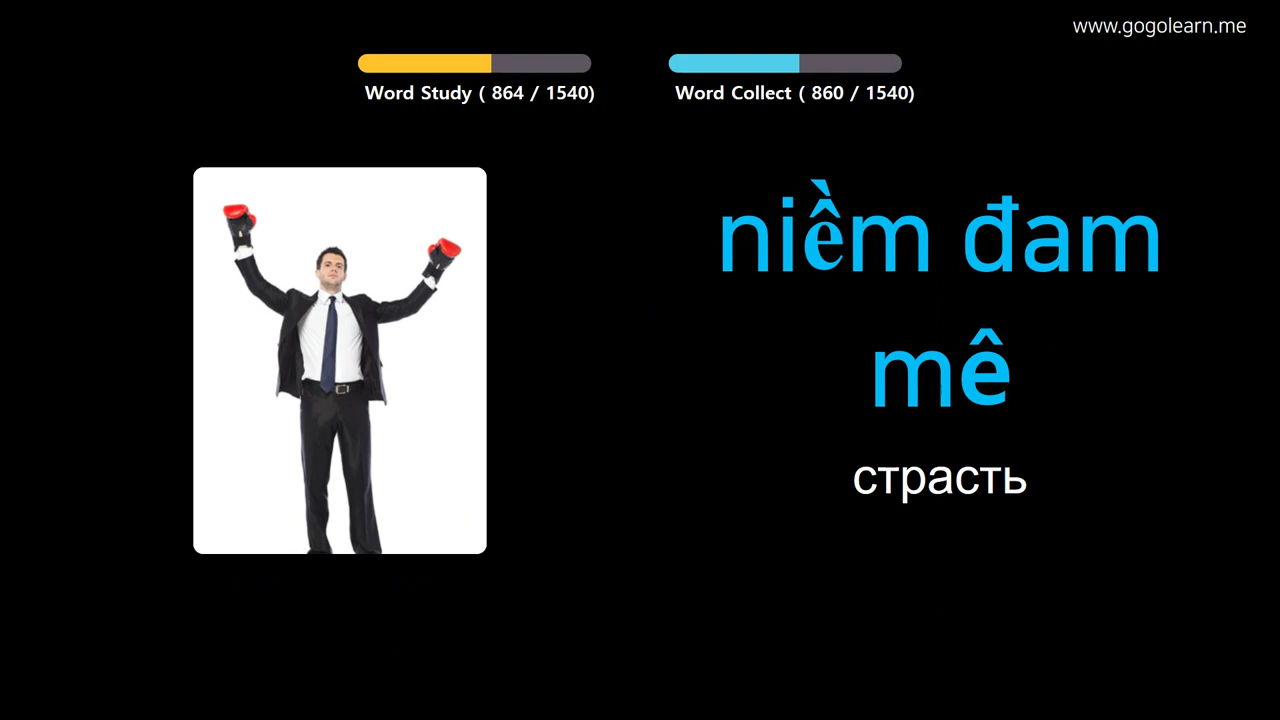 www.gogolearn.me
Word Study ( 864 / 1540)
Word Collect ( 860 / 1540)
niềm đam
mê
страсть